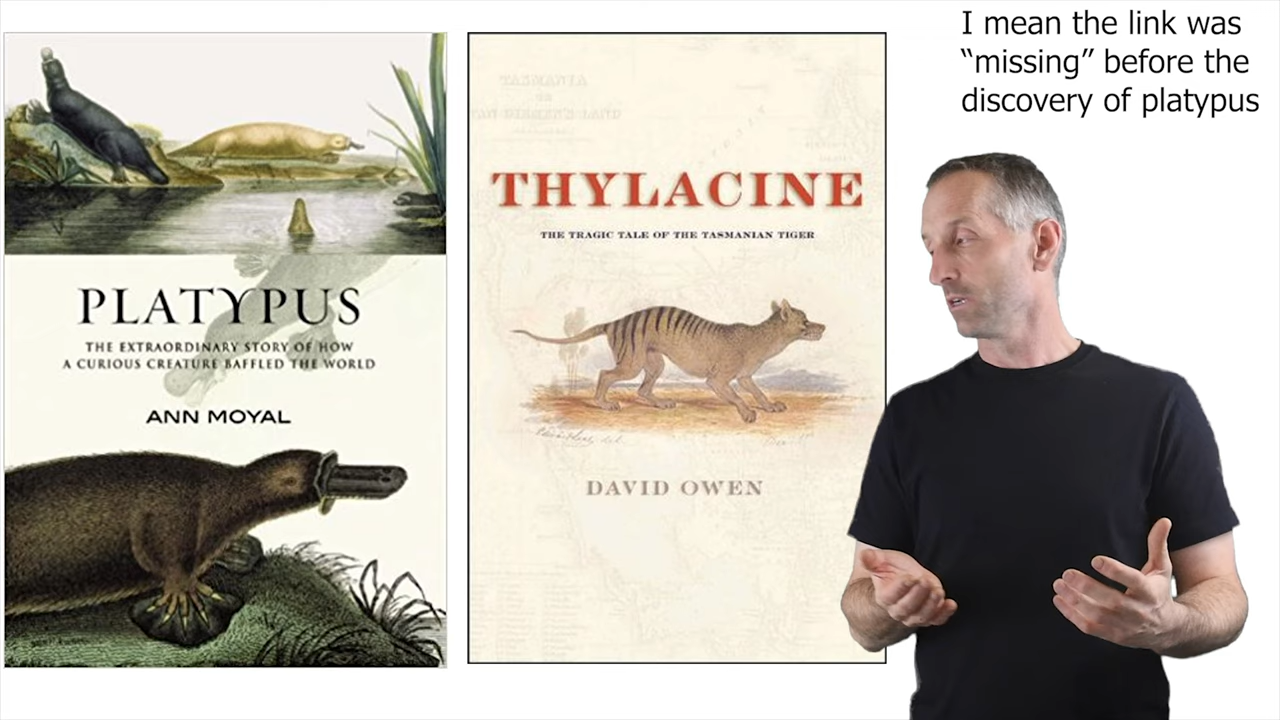 PLATYPUS
THE EXTRAORDINARY STORY OF HOW
A CURIOUS CREATURE BAFFLED THE WORLD
ANN MOYAL
THYLACINE
THE TRAGIC TALE OF THE TASMANIAN TIGER
DAVID OWEN
I mean the link was
“missing” before the
discovery of platypus